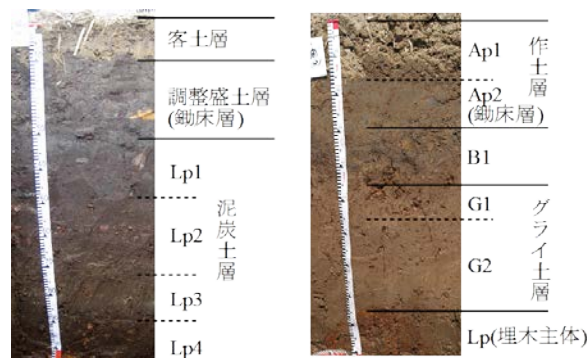 客土層
調整盛土層
(鋤床層)
Lp1
Lp2
Lp3
Lp4
泥炭土層
Ap1
Ap2
(鋤床層)
作土層
B1
G1
G2
グライ土層
Lp(埋木主体)